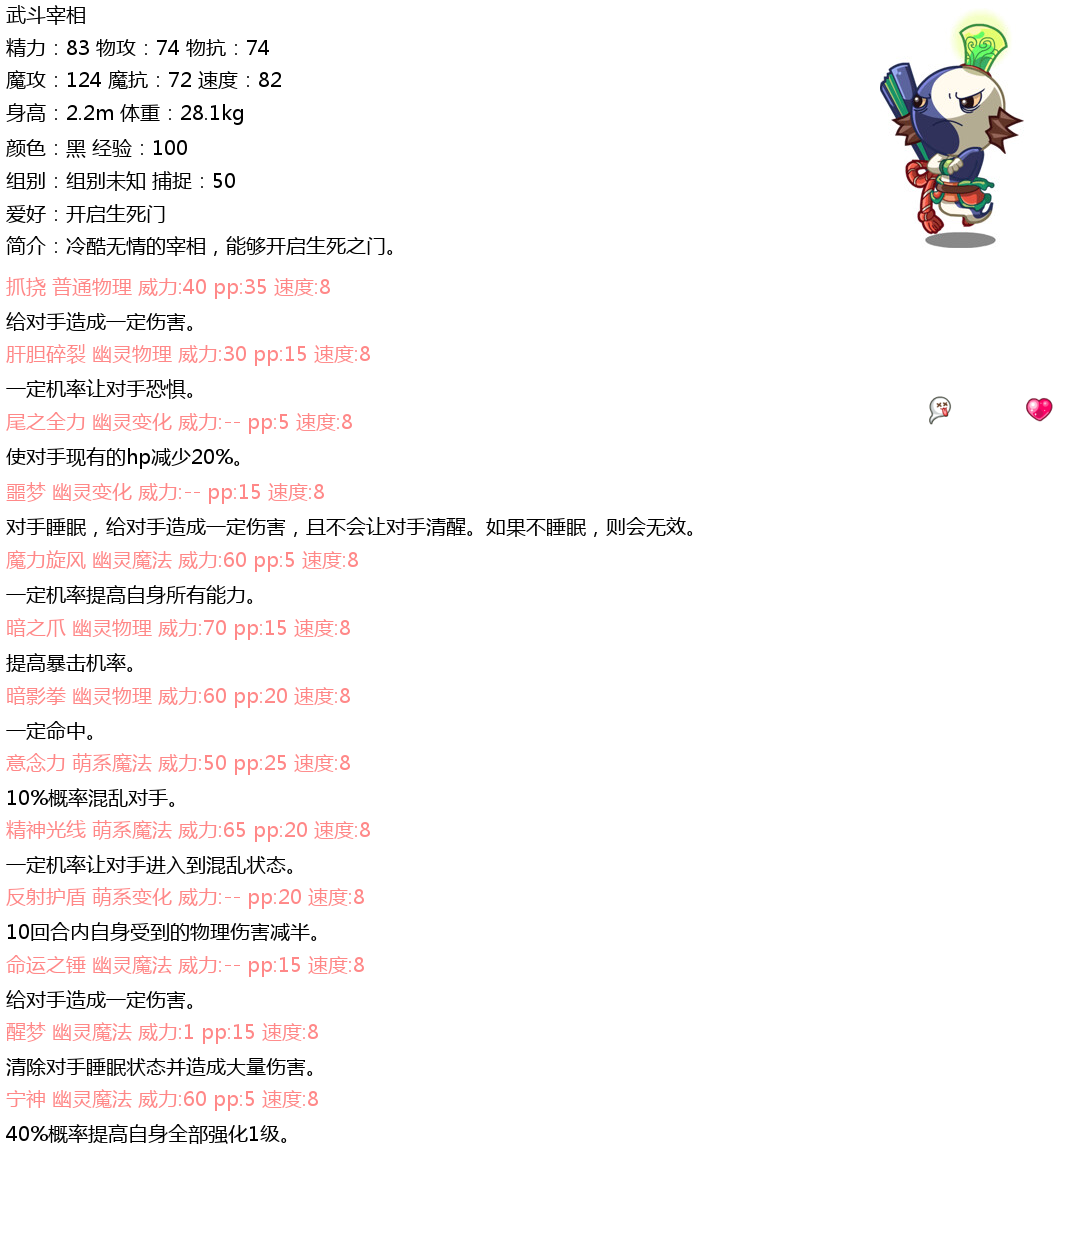 武斗宰相
精力：83 物攻：74 物抗：74
魔攻：124 魔抗：72 速度：82
身高：2.2m 体重：28.1kg
颜色：黑 经验：100
组别：组别未知 捕捉：50
爱好：开启生死门
简介：冷酷无情的宰相，能够开启生死之门。
抓挠 普通物理 威力:40 pp:35 速度:8
给对手造成一定伤害。
肝胆碎裂 幽灵物理 威力:30 pp:15 速度:8
一定机率让对手恐惧。
尾之全力 幽灵变化 威力:-- pp:5 速度:8
使对手现有的hp减少20%。
噩梦 幽灵变化 威力:-- pp:15 速度:8
对手睡眠，给对手造成一定伤害，且不会让对手清醒。如果不睡眠，则会无效。
魔力旋风 幽灵魔法 威力:60 pp:5 速度:8
一定机率提高自身所有能力。
暗之爪 幽灵物理 威力:70 pp:15 速度:8
提高暴击机率。
暗影拳 幽灵物理 威力:60 pp:20 速度:8
一定命中。
意念力 萌系魔法 威力:50 pp:25 速度:8
10%概率混乱对手。
精神光线 萌系魔法 威力:65 pp:20 速度:8
一定机率让对手进入到混乱状态。
反射护盾 萌系变化 威力:-- pp:20 速度:8
10回合内自身受到的物理伤害减半。
命运之锤 幽灵魔法 威力:-- pp:15 速度:8
给对手造成一定伤害。
醒梦 幽灵魔法 威力:1 pp:15 速度:8
清除对手睡眠状态并造成大量伤害。
宁神 幽灵魔法 威力:60 pp:5 速度:8
40%概率提高自身全部强化1级。